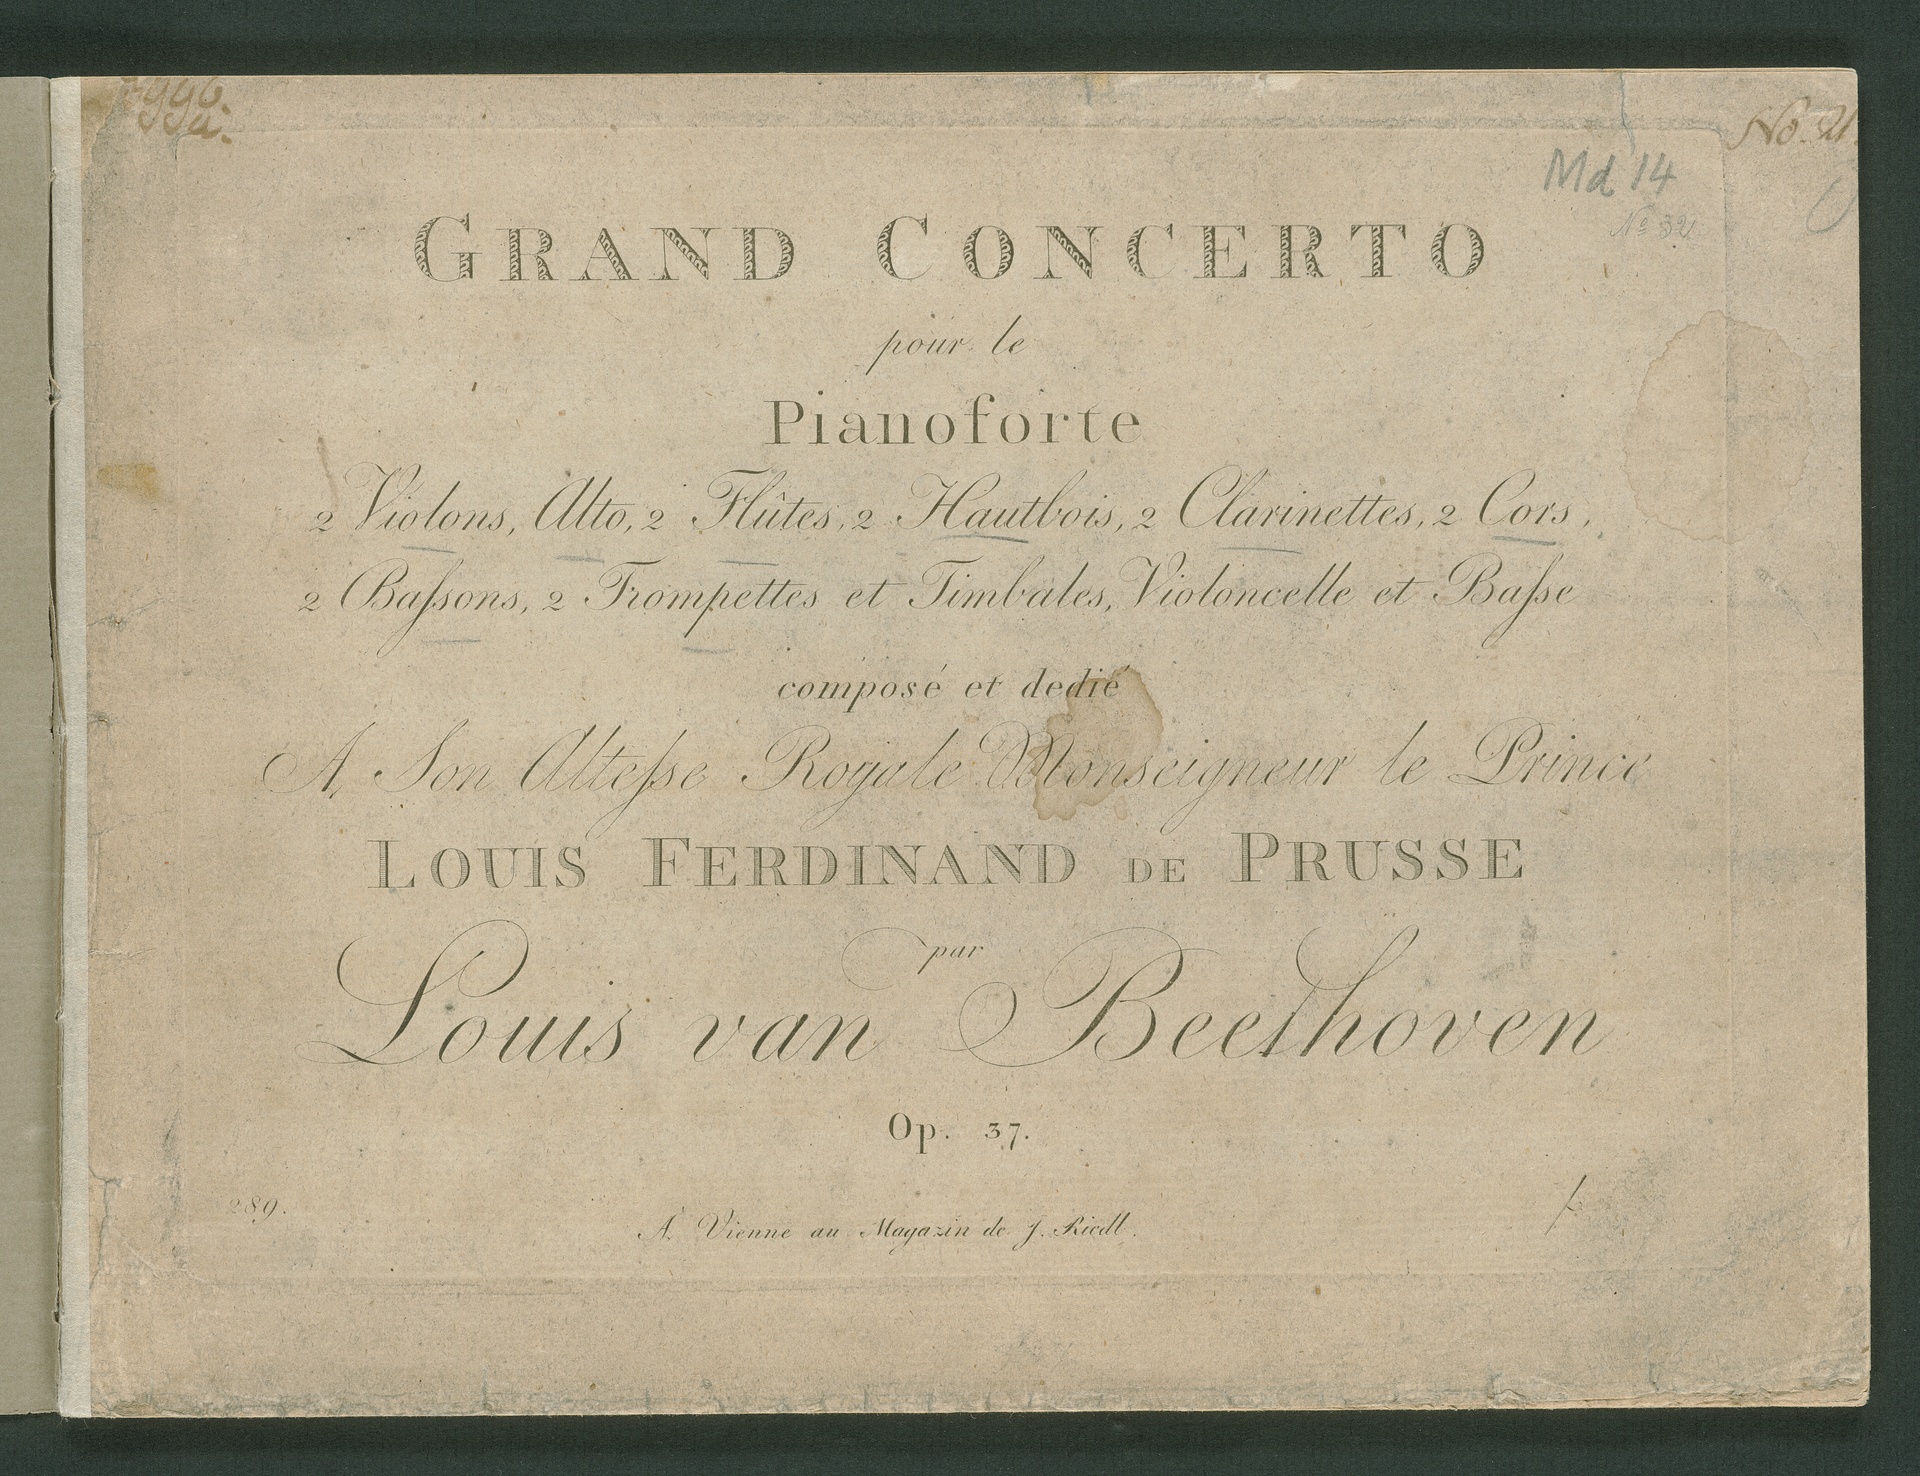 996.
No. 21.
Md 14
No 32
GRAND CONCERTO
pour le
Pianoforte
2 Violons, Alto, 2 Flûtes, 2 Hautbois, 2 Clarinettes, 2 Cors,
2 Baſsons, 2 Trompettes et Timbales, Violoncelle et Baſse
composé et dedié
A Son Alteſse Royale Monseigneur le Prince
LOUIS FERDINAND DE PRUSSE
par
Louis van Beethoven
Op. 37.
289.
A Vienne au Magazin de J. Riedl.